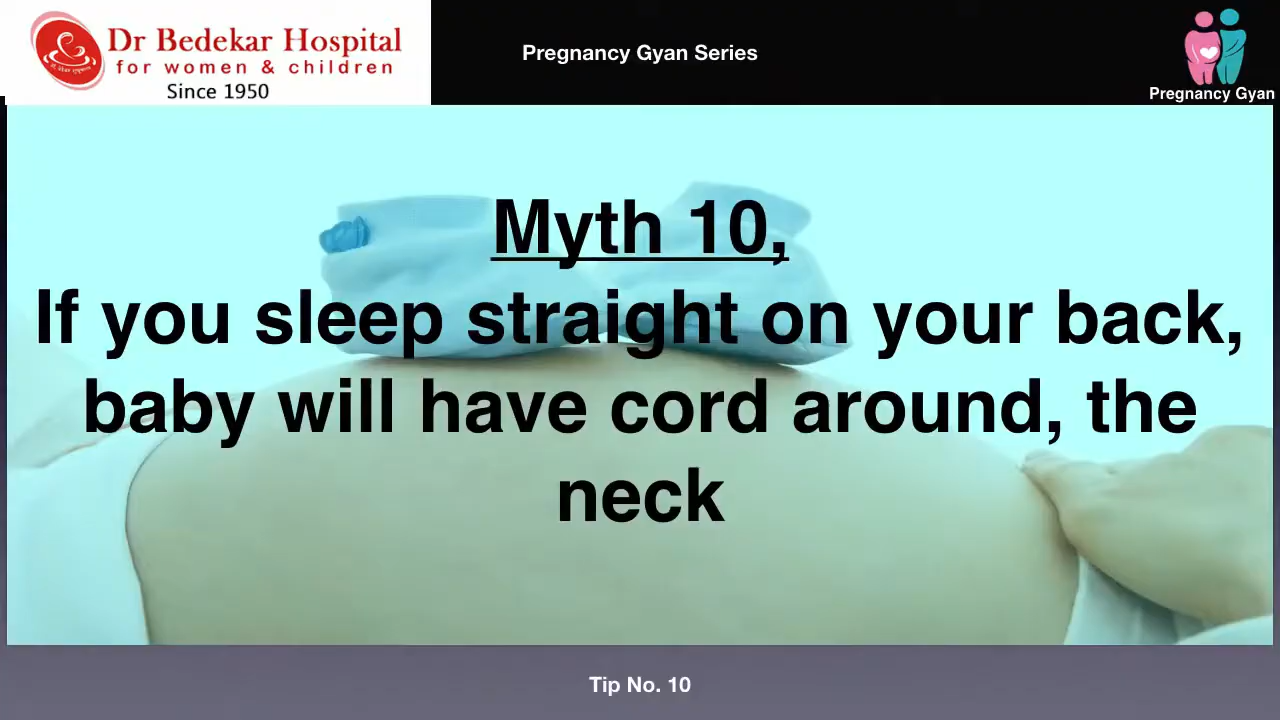 Dr Bedekar Hospital
for women & children
Since 1950
Pregnancy Gyan Series
Pregnancy Gyan
Myth 10,
If you sleep straight on your back,
baby will have cord around, the
neck
Tip No. 10